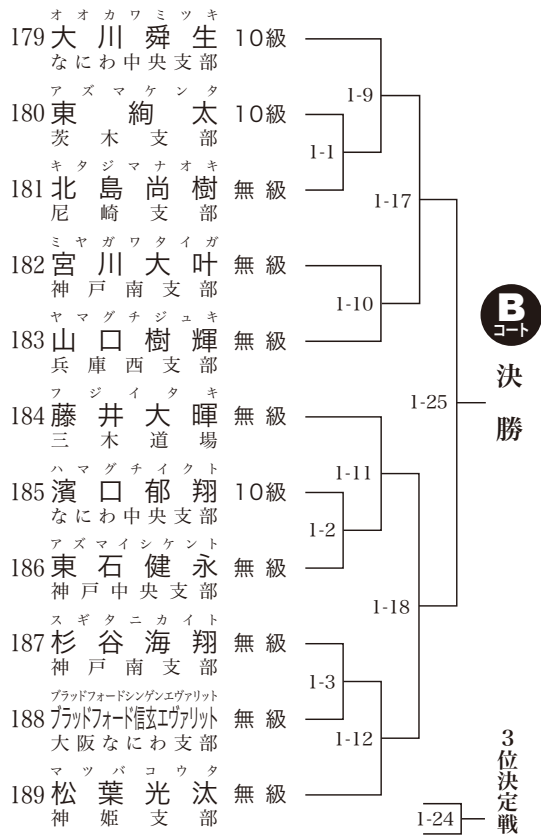 オオカワミツキ
179 大川舜生 10級
なにわ中央支部
アズマケンタ
180 東絢太 10級
茨木支部
キタジマナオキ
181 北島尚樹 無級
尼崎支部
ミヤガワタイガ
182 宮川大叶 無級
神戸南支部
ヤマグチジュキ
183 山口樹輝 無級
兵庫西支部
フジイタキ
184 藤井大暉 無級
三木道場
ハマグチイクト
185 濱口郁翔 10級
なにわ中央支部
アズマイシケント
186 東石健永 無級
神戸中央支部
スギタニカイト
187 杉谷海翔 無級
神戸南支部
ブラッドフォードシンゲンエヴァリット
188 ブラッドフォード信玄エヴァリット 無級
大阪なにわ支部
マツバコウタ
189 松葉光汰 無級
神姫支部
1-9
1-1
1-17
1-10
1-25
1-11
1-2
1-18
1-3
1-12
1-24
B
コート
決勝
3位決定戦